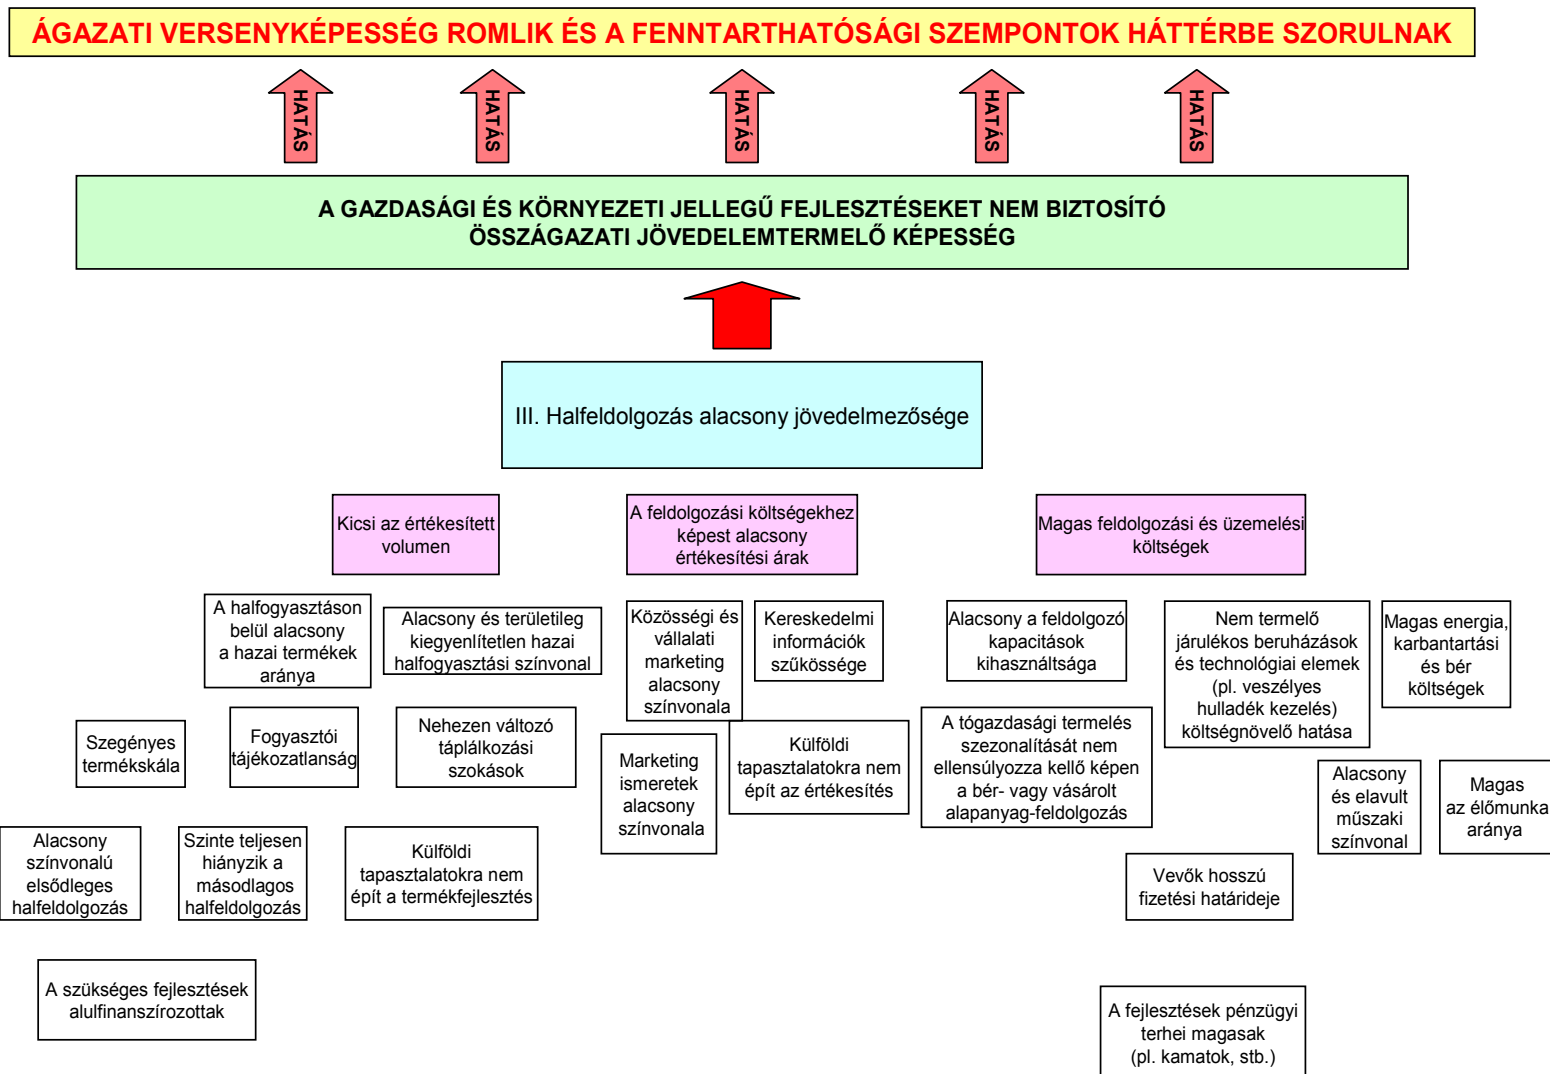 ÁGAZATI VERSENYKÉPESSÉG ROMLIK ÉS A FENNTARTHATÓSÁGI SZEMPONTOK HÁTTÉRBE SZORULNAK
HATÁS
HATÁS
HATÁS
HATÁS
HATÁS
A GAZDASÁGI ÉS KÖRNYEZETI JELLEGŰ FEJLESZTÉSEKET NEM BIZTOSÍTÓ
ÖSSZÁGAZATI JÖVEDELEMTERMELŐ KÉPESSÉG
III. Halfeldolgozás alacsony jövedelmezősége
Kicsi az értékesített
volumen
A feldolgozási költségekhez
képest alacsony
értékesítési árak
Magas feldolgozási és üzemelési
költségek
A halfogyasztáson
belül alacsony
a hazai termékek
aránya
Alacsony és területileg
kiegyenlítetlen hazai
halfogyasztási színvonal
Közösségi és
vállalati
marketing
alacsony
színvonala
Kereskedelmi
információk
szűkössége
Alacsony a feldolgozó
kapacitások
kihasználtsága
Nem termelő
járulékos beruházások
és technológiai elemek
(pl. veszélyes
hulladék kezelés)
költségnövelő hatása
Magas energia,
karbantartási
és bér
költségek
Szegényes
termékskála
Fogyasztói
tájékozatlanság
Nehezen változó
táplálkozási
szokások
Marketing
ismeretek
alacsony
színvonala
Külföldi
tapasztalatokra nem
épít az értékesítés
A tógazdasági termelés
szezonalítását nem
ellensúlyozza kellő képen
a bér- vagy vásárolt
alapanyag-feldolgozás
Alacsony
és elavult
műszaki
színvonal
Magas
az élőmunka
aránya
Alacsony
színvonalú
elsődleges
halfeldolgozás
Szinte teljesen
hiányzik a
másodlagos
halfeldolgozás
Külföldi
tapasztalatokra nem
épít a termékfejlesztés
Vevők hosszú
fizetési határideje
A szükséges fejlesztések
alulfinanszírozottak
A fejlesztések pénzügyi
terhei magasak
(pl. kamatok, stb.)